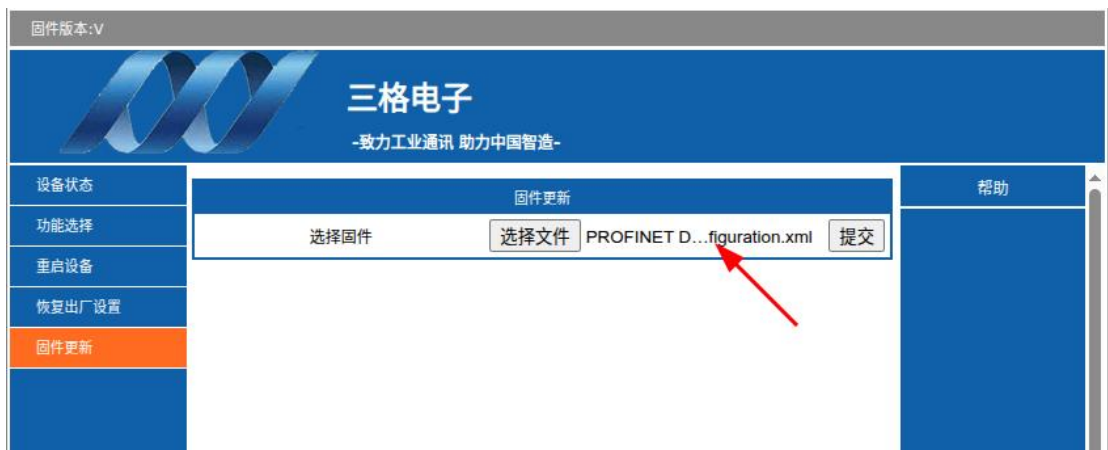 固件版本:V
三格电子
-致力工业通讯 助力中国智造-
设备状态
功能选择
重启设备
恢复出厂设置
固件更新
固件更新
选择固件 选择文件 PROFINET D...figuration.xml 提交
帮助